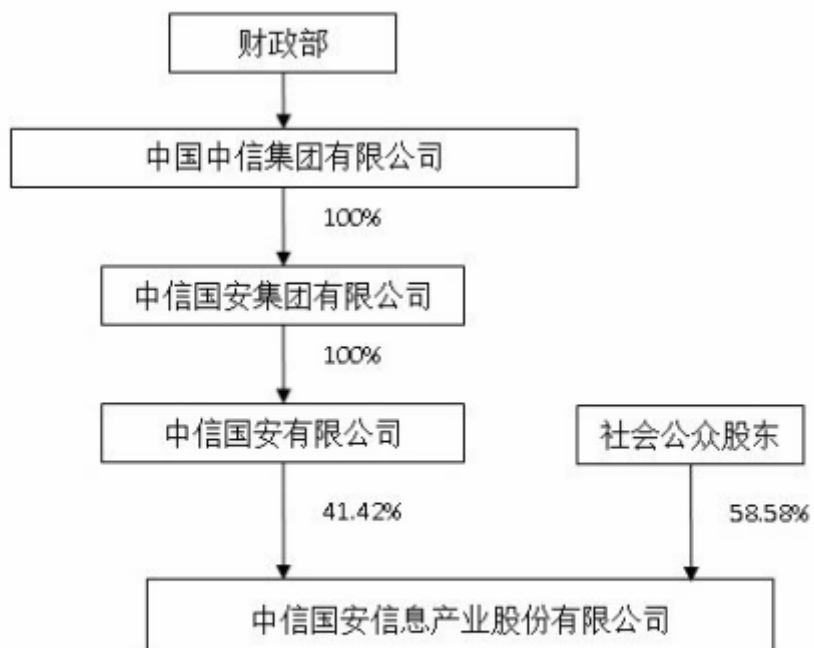 财政部
中国中信集团有限公司
100%
中信国安集团有限公司
100%
中信国安有限公司
社会公众股东
41.42%
58.58%
中信国安信息产业股份有限公司